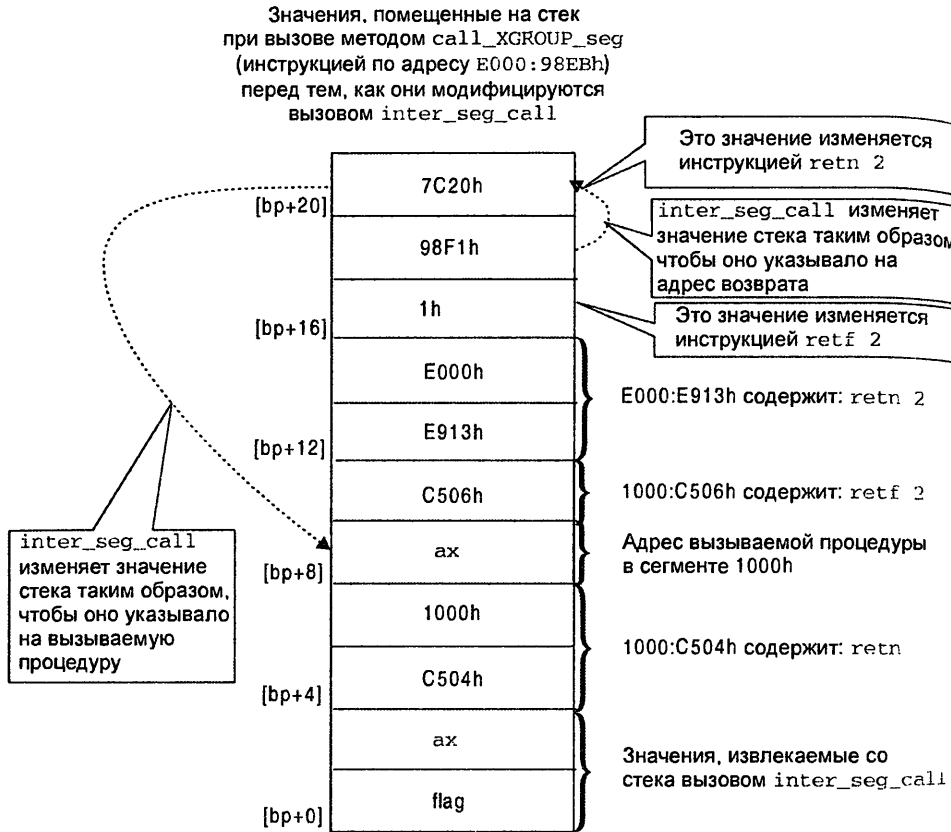 Значения, помещенные на стек
при вызове методом call_XGROUP_seg
(инструкцией по адресу E000:98EBh)
перед тем, как они модифицируются
вызовом inter_seg_call
Это значение изменяется
инструкцией retn 2
7C20h
[bp+20]
inter_seg_call изменяет
значение стека таким образом
чтобы оно указывало на
адрес возврата
98F1h
1h
[bp+16]
Это значение изменяется
инструкцией retf 2
E000h
E000:E913h содержит: retn 2
E913h
[bp+12]
C506h
1000:C506h содержит: retf 2
inter_seg_call
изменяет значение
стека таким образом,
чтобы оно указывало
на вызываемую
процедуру
ax
[bp+8]
Адрес вызываемой процедуры
в сегменте 1000h
1000h
1000:C504h содержит: retn
C504h
[bp+4]
ax
Значения, извлекаемые со
стека вызовом inter_seg_call
flag
[bp+0]